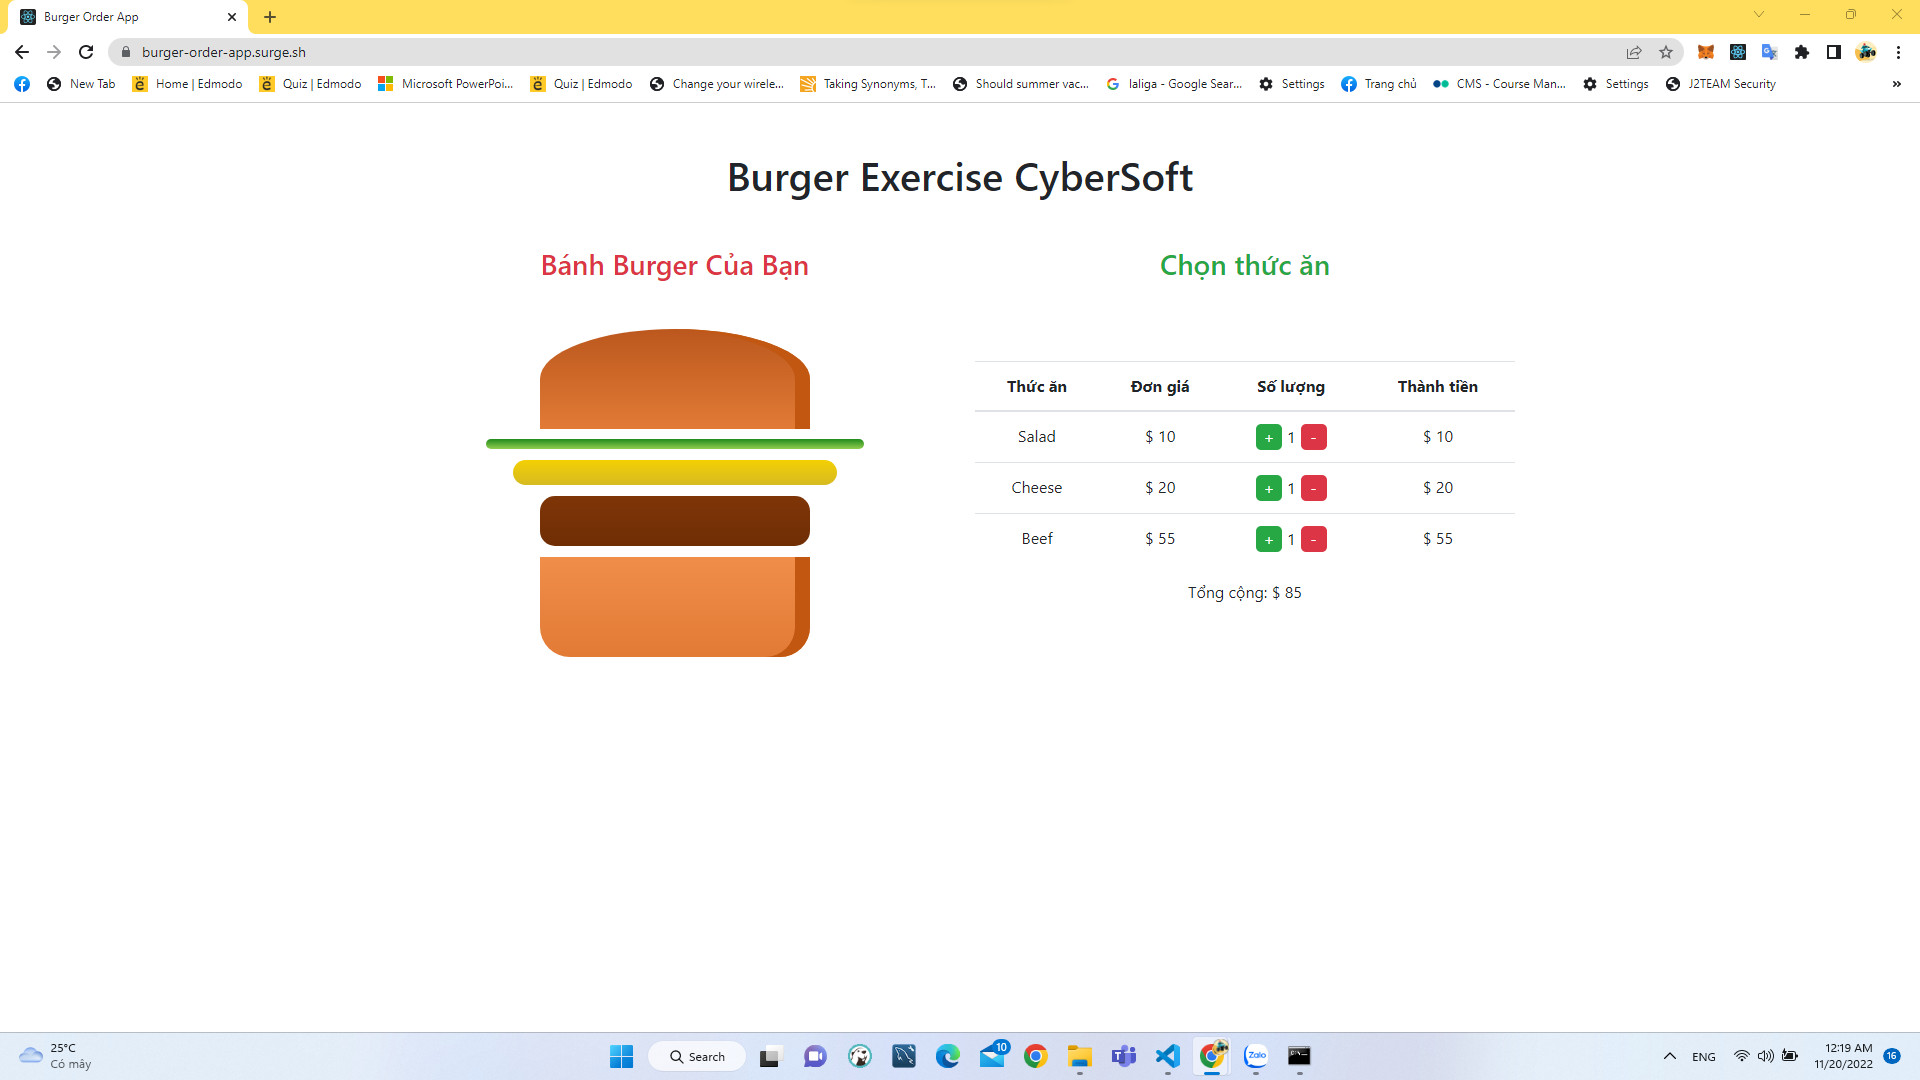 Burger Order App
burger-order-app.surge.sh
New Tab Home | Edmodo Quiz | Edmodo Microsoft PowerPoi... Quiz | Edmodo Change your wirele... Taking Synonyms, T... Should summer vac... laliga - Google Sear... Settings Trang chủ CMS - Course Man... Settings J2TEAM Security »
Burger Exercise CyberSoft
Bánh Burger Của Bạn
Chọn thức ăn
Thức ăn Đơn giá Số lượng Thành tiền
Salad $ 10 + 1 - $ 10
Cheese $ 20 + 1 - $ 20
Beef $ 55 + 1 - $ 55
Tổng cộng: $ 85
25°C
Có mây
Search
10
Zalo
ENG
12:19 AM
11/20/2022
16